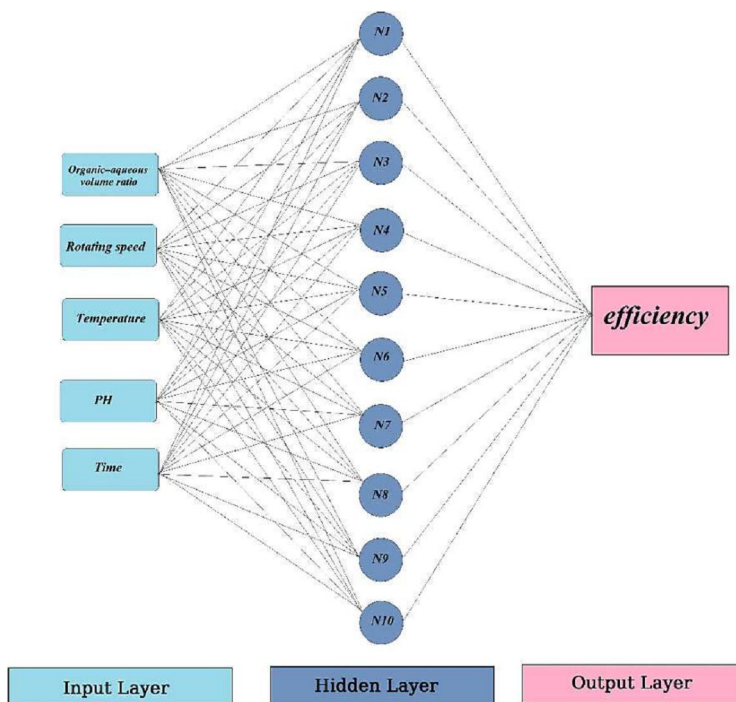 N1
N2
N3
N4
N5
N6
N7
N8
N9
N10
Organic-aqueous
volume ratio
Rotating speed
Temperature
PH
Time
efficiency
Input Layer
Hidden Layer
Output Layer